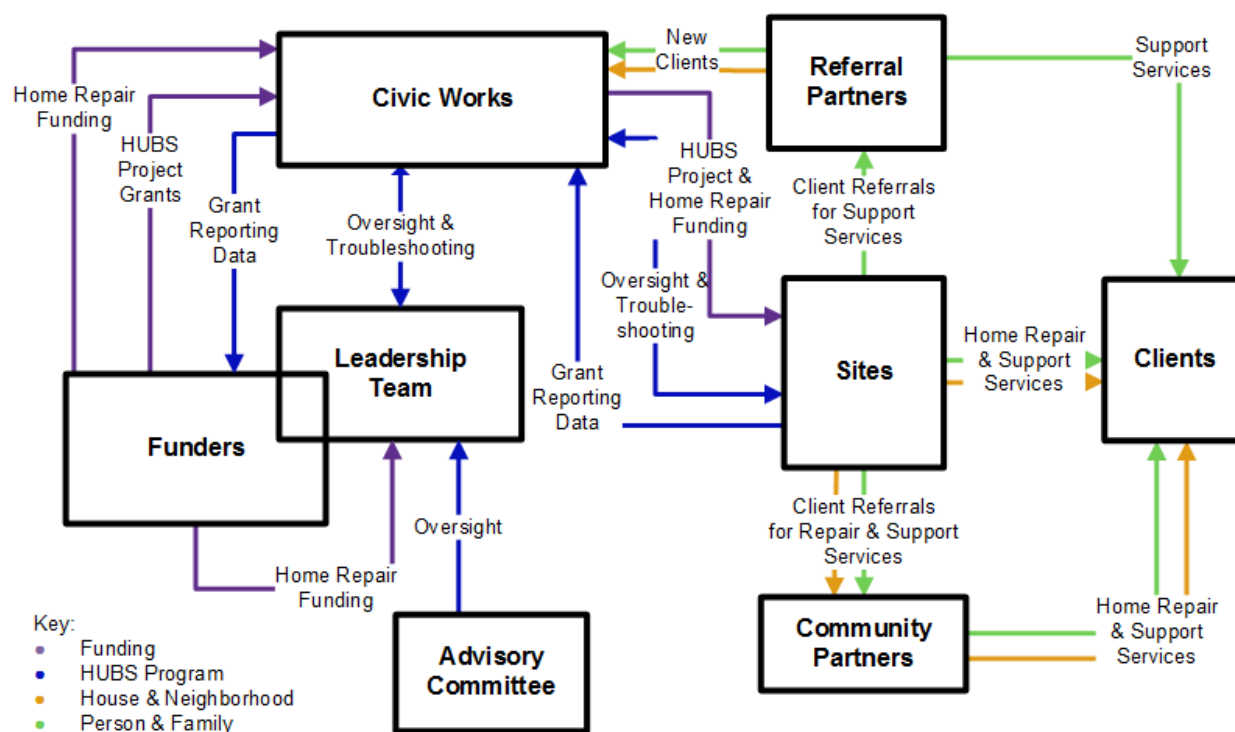 New
Clients
Civic Works
Referral
Partners
Support
Services
Home Repair
Funding
HUBS
Project
Grants
Grant
Reporting
Data
Oversight &
Troubleshooting
HUBS
Project &
Home Repair
Funding
Client Referrals
for Support
Services
Oversight &
Trouble-
shooting
Leadership
Team
Grant
Reporting
Data
Sites
Home Repair
& Support
Services
Clients
Funders
Oversight
Home Repair
Funding
Client Referrals
for Repair & Support
Services
Advisory
Committee
Community
Partners
Home Repair
& Support
Services
Key:
Funding
HUBS Program
House & Neighborhood
Person & Family